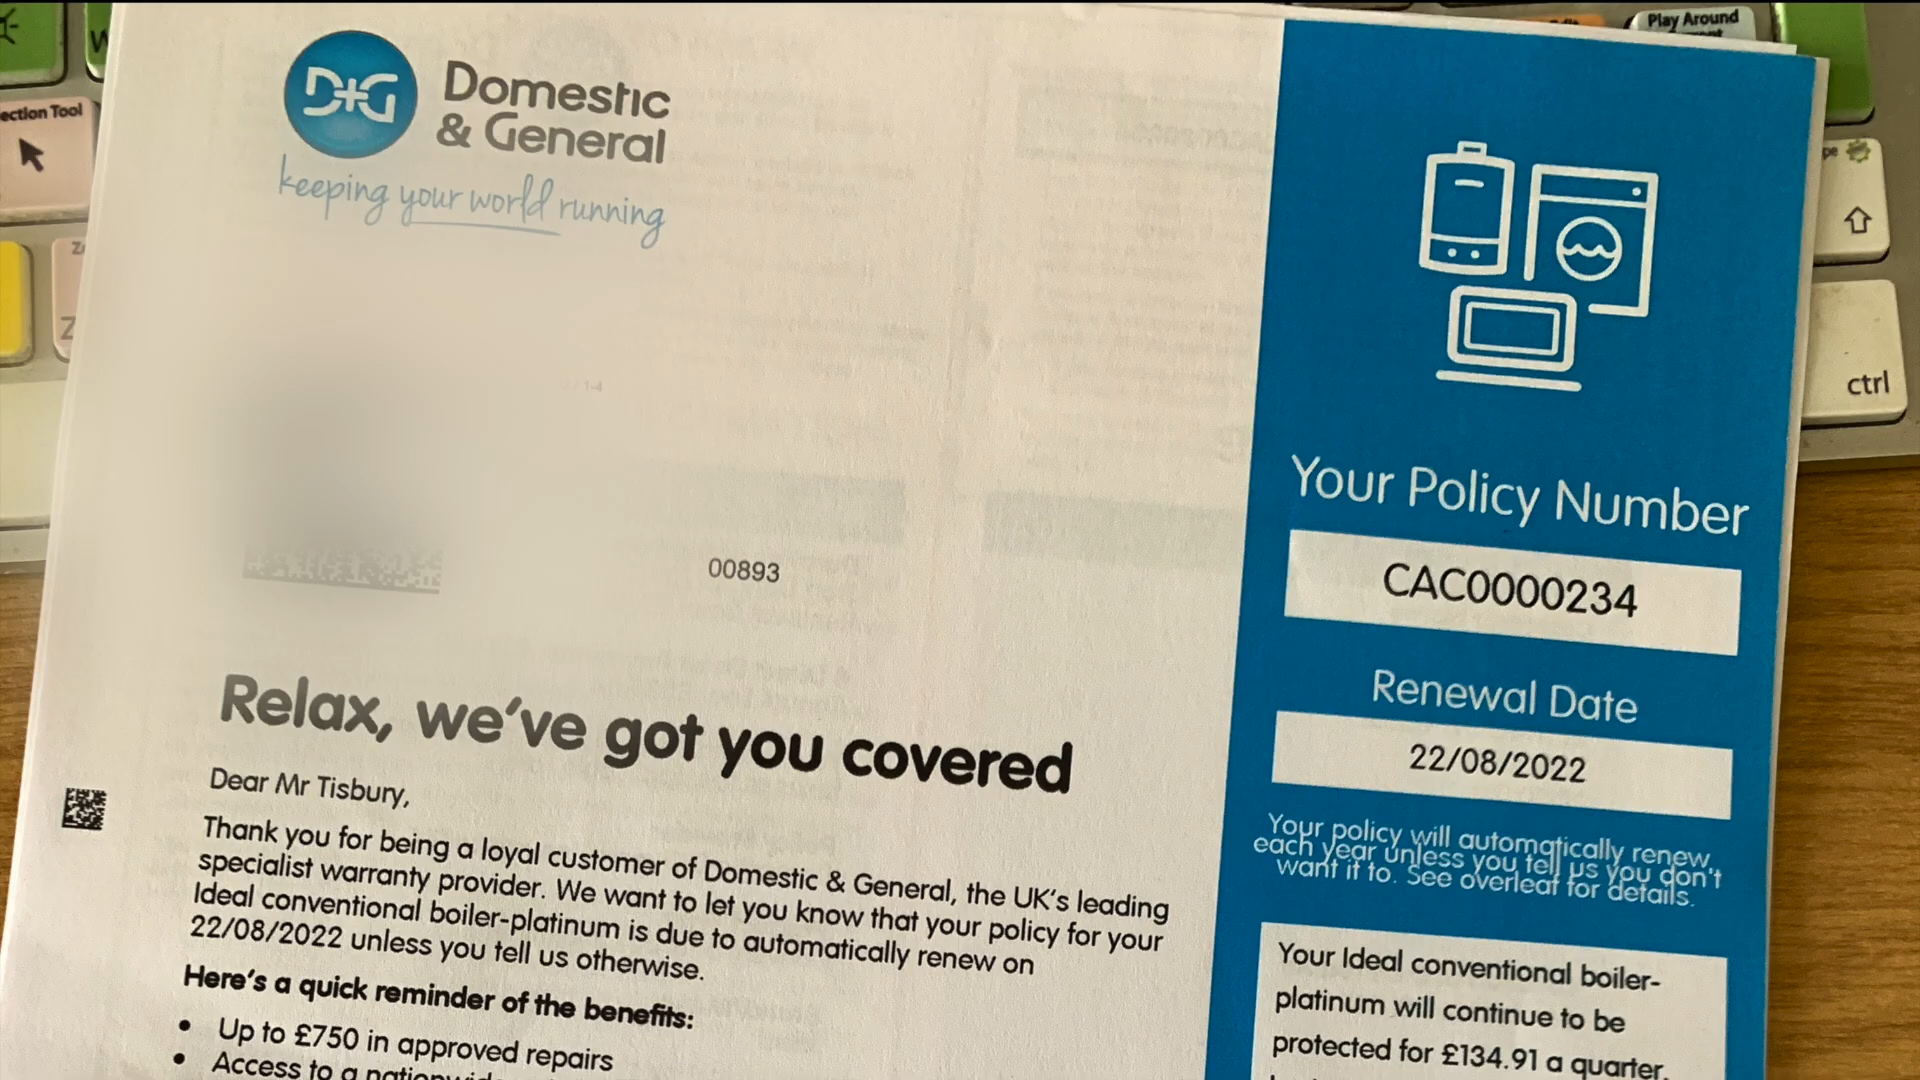 D+G
Domestic
& General
keeping your world running
00893
Relax, we've got you covered
Dear Mr Tisbury,
Thank you for being a loyal customer of Domestic & General, the UK's leading
specialist warranty provider. We want to let you know that your policy for your
Ideal conventional boiler-platinum is due to automatically renew on
22/08/2022 unless you tell us otherwise.
Here's a quick reminder of the benefits:
• Up to £750 in approved repairs
• Access to a
Your Policy Number
CAC0000234
Renewal Date
22/08/2022
Your policy will automatically renew
each year unless you tell us you don't
want it to. See overleaf for details.
Your Ideal conventional boiler-
platinum will continue to be
protected for £134.91 a quarter.
Play Around
ection Tool
ctrl